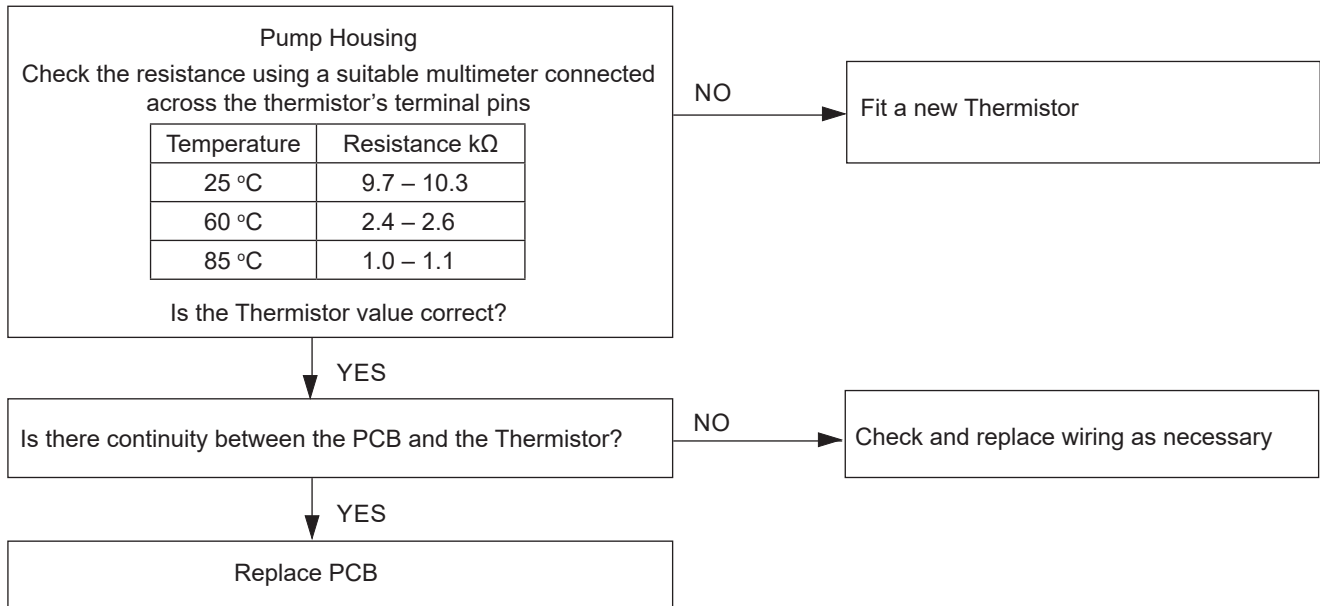 Pump Housing
Check the resistance using a suitable multimeter connected
across the thermistor's terminal pins
Temperature Resistance kΩ
25 °C 9.7 – 10.3
60 °C 2.4 – 2.6
85 °C 1.0 – 1.1
Is the Thermistor value correct?
NO
Fit a new Thermistor
YES
Is there continuity between the PCB and the Thermistor?
NO
Check and replace wiring as necessary
YES
Replace PCB